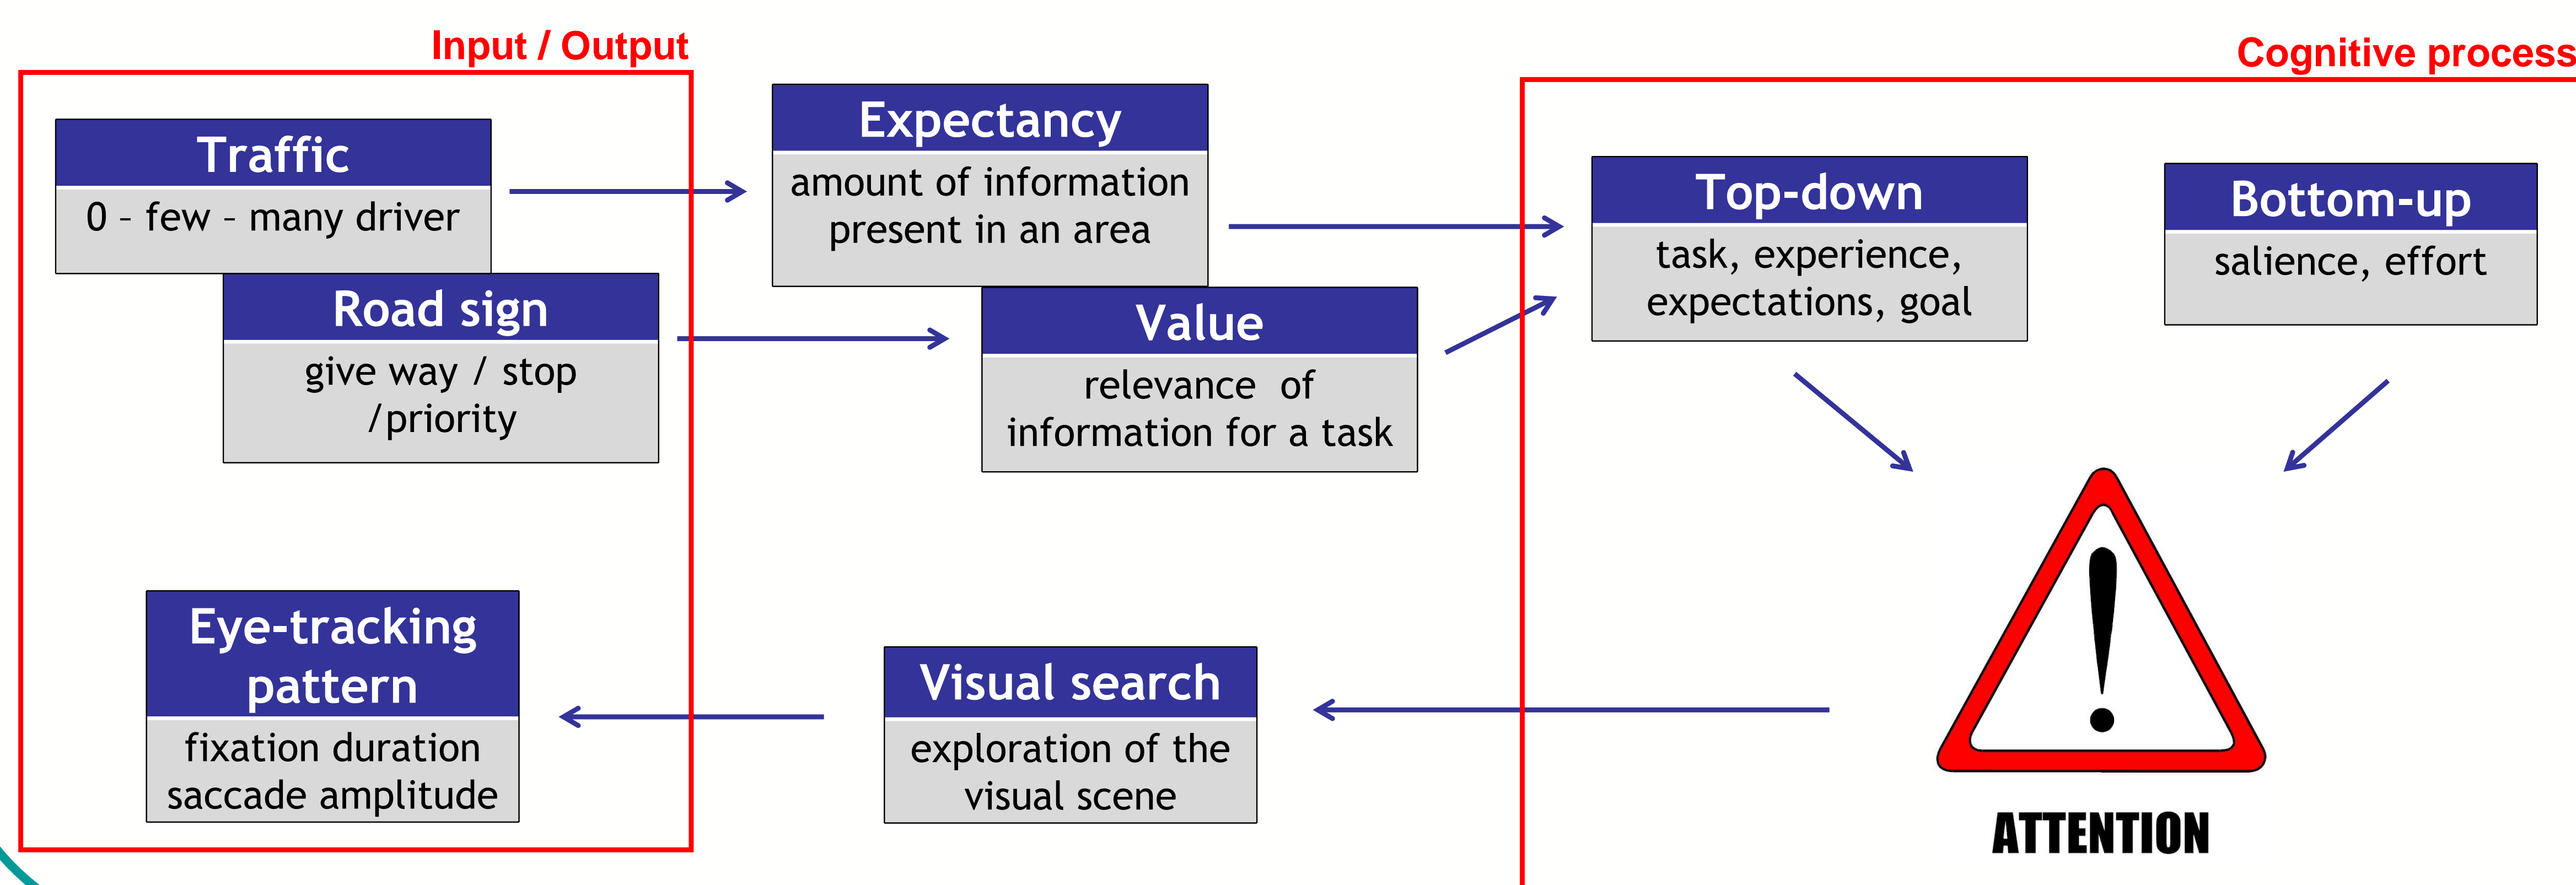 Input / Output
Cognitive process
Traffic
0 – few – many driver
Road sign
give way / stop
/priority
Expectancy
amount of information
present in an area
Value
relevance of
information for a task
Top-down
task, experience,
expectations, goal
Bottom-up
salience, effort
Eye-tracking
pattern
fixation duration
saccade amplitude
Visual search
exploration of the
visual scene
ATTENTION